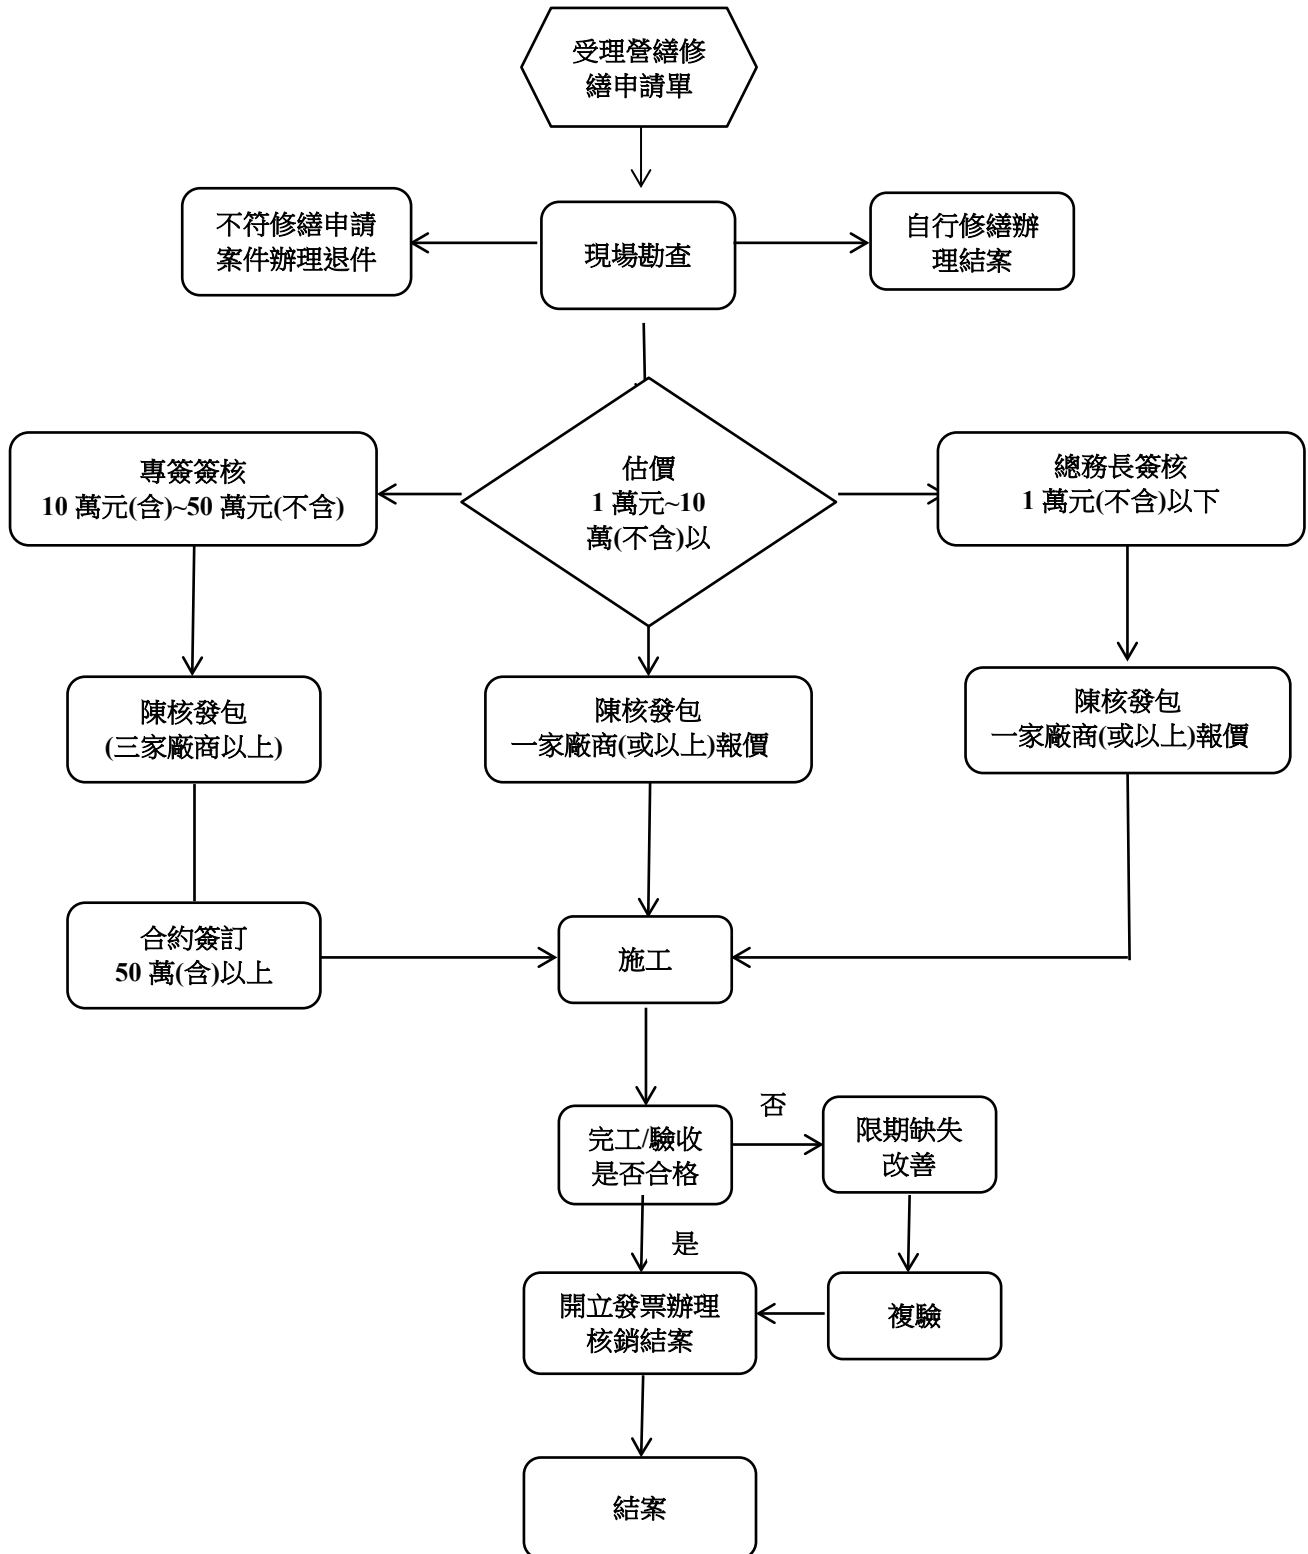 受理營繕修
繕申請單
不符修繕申請
案件辦理退件
現場勘查
自行修繕辦
理結案
專簽簽核
10 萬元(含)~50 萬元(不含)
估價
1 萬元~10
萬(不含)以
總務長簽核
1 萬元(不含)以下
陳核發包
(三家廠商以上)
陳核發包
一家廠商(或以上)報價
陳核發包
一家廠商(或以上)報價
合約簽訂
50 萬(含)以上
施工
完工/驗收
是否合格
否
限期缺失
改善
是
開立發票辦理
核銷結案
複驗
結案